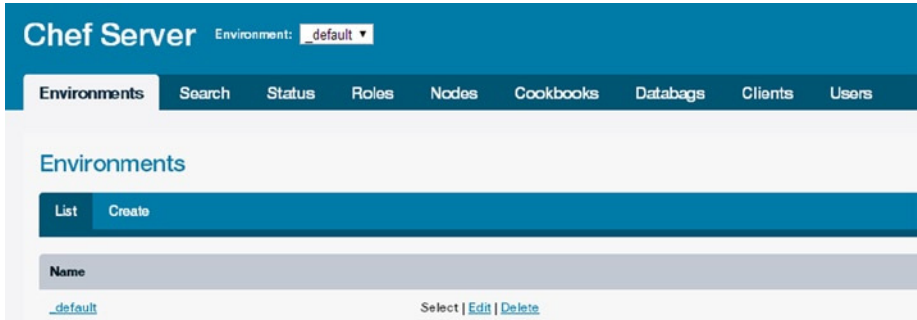 Chef Server Environment: _default
Environments Search Status Roles Nodes Cookbooks Databags Clients Users
Environments
List Create
Name
_default Select | Edit | Delete